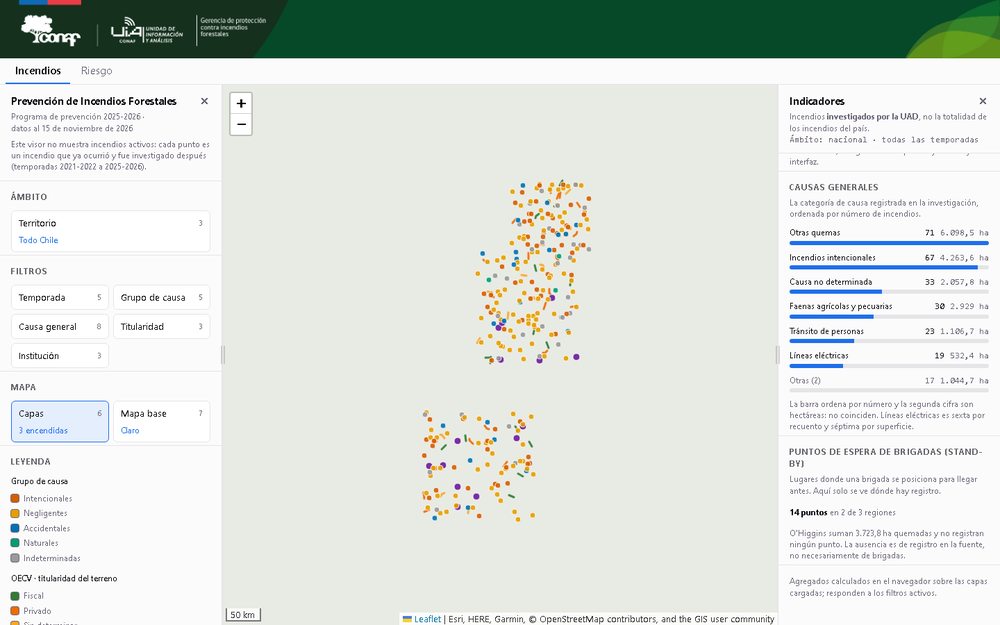 conaf
UIA
CONAF
UNIDAD DE
INFORMACIÓN
Y ANÁLISIS
Gerencia de protección
contra incendios
forestales
Incendios
Riesgo
Prevención de Incendios Forestales
×
Programa de prevención 2025-2026 ·
datos al 15 de noviembre de 2026
Este visor no muestra incendios activos: cada punto es
un incendio que ya ocurrió y fue investigado después
(temporadas 2021-2022 a 2025-2026).
ÁMBITO
Territorio 3
Todo Chile
FILTROS
Temporada 5
Grupo de causa 5
Causa general 8
Titularidad 3
Institución 3
MAPA
Capas 6
3 encendidas
Mapa base 7
Claro
LEYENDA
Grupo de causa
Intencionales
Negligentes
Accidentales
Naturales
Indeterminadas
OECV · titularidad del terreno
Fiscal
Privado
Sin determinar
+
−
50 km
Leaflet | Esri, HERE, Garmin, © OpenStreetMap contributors, and the GIS user community
Indicadores
×
Incendios investigados por la UAD, no la totalidad de
los incendios del país.
Ámbito: nacional · todas las temporadas
interfaz.
CAUSAS GENERALES
La categoría de causa registrada en la investigación,
ordenada por número de incendios.
Otras quemas 71 6.098,5 ha
Incendios intencionales 67 4.263,6 ha
Causa no determinada 33 2.057,8 ha
Faenas agrícolas y pecuarias 30 2.929 ha
Tránsito de personas 23 1.106,7 ha
Líneas eléctricas 19 532,4 ha
Otras (2) 17 1.044,7 ha
La barra ordena por número y la segunda cifra son
hectáreas: no coinciden. Líneas eléctricas es sexta por
recuento y séptima por superficie.
PUNTOS DE ESPERA DE BRIGADAS (STAND-
BY)
Lugares donde una brigada se posiciona para llegar
antes. Aquí solo se ve dónde hay registro.
14 puntos en 2 de 3 regiones
O'Higgins suman 3.723,8 ha quemadas y no registran
ningún punto. La ausencia es de registro en la fuente,
no necesariamente de brigadas.
Agregados calculados en el navegador sobre las capas
cargadas; responden a los filtros activos.